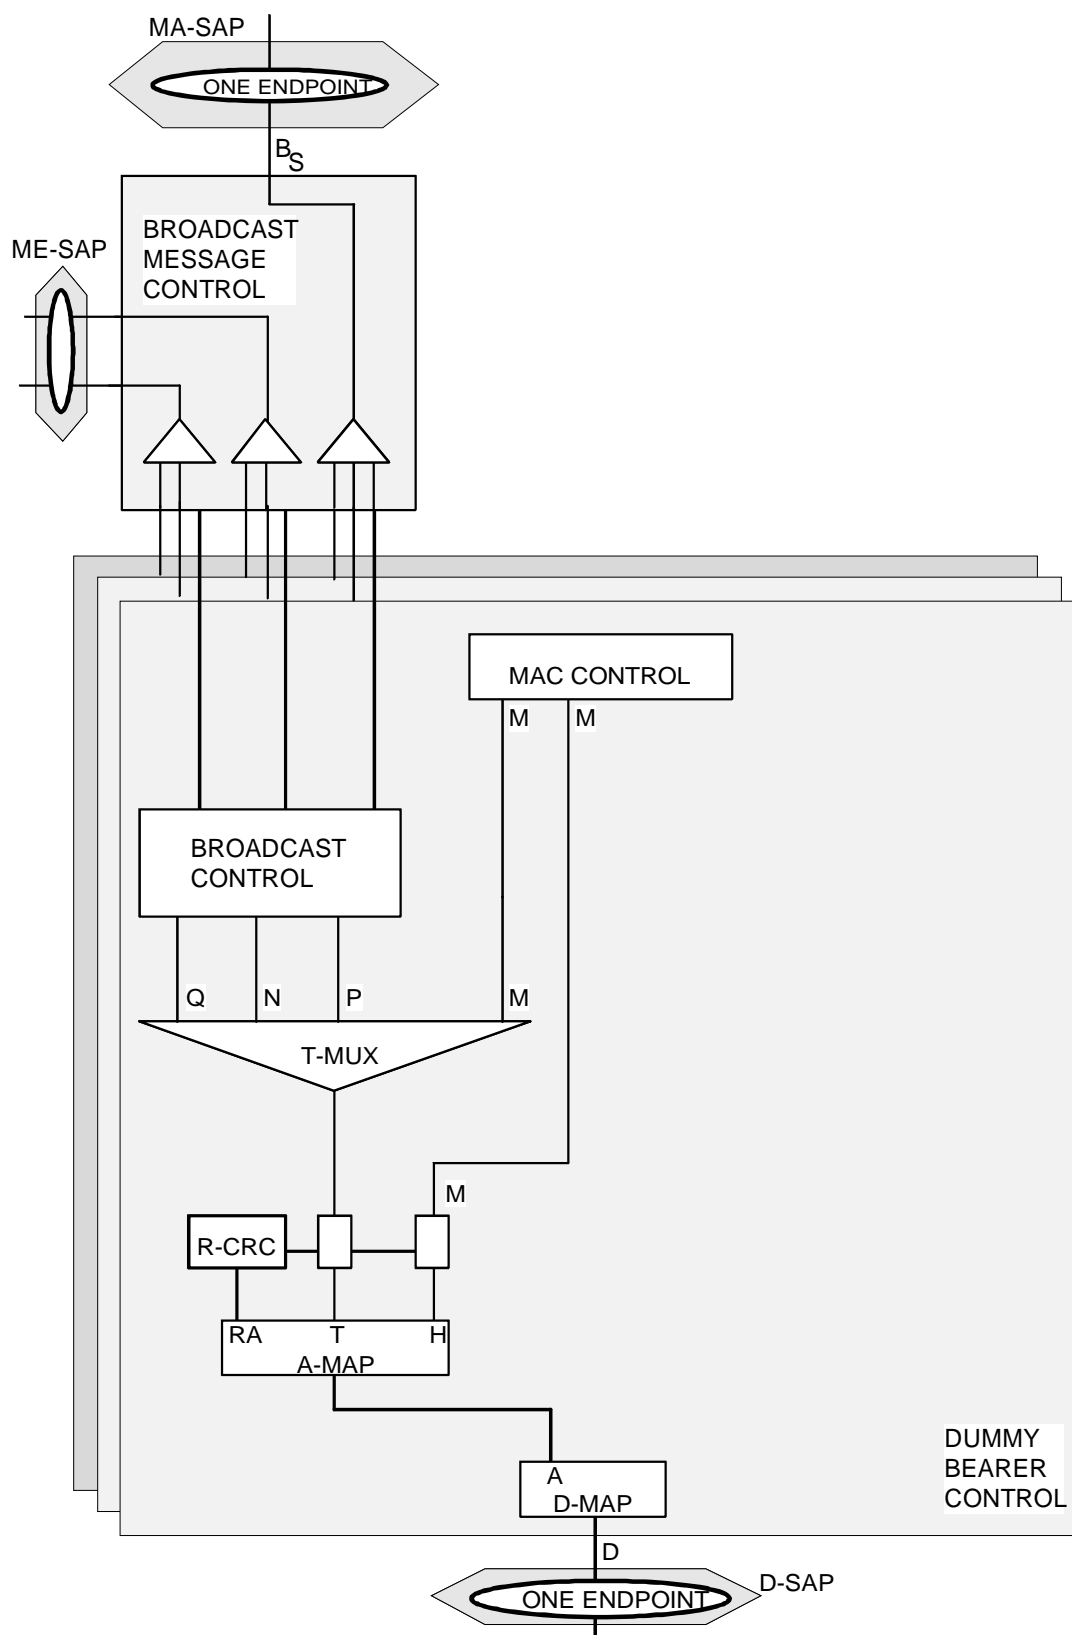 MA-SAP
ONE ENDPOINT
BS
BROADCAST
MESSAGE
CONTROL
ME-SAP
MAC CONTROL
M M
BROADCAST
CONTROL
Q N P M
T-MUX
M
R-CRC
RA T H
A-MAP
A
D-MAP
DUMMY
BEARER
CONTROL
D
D-SAP
ONE ENDPOINT